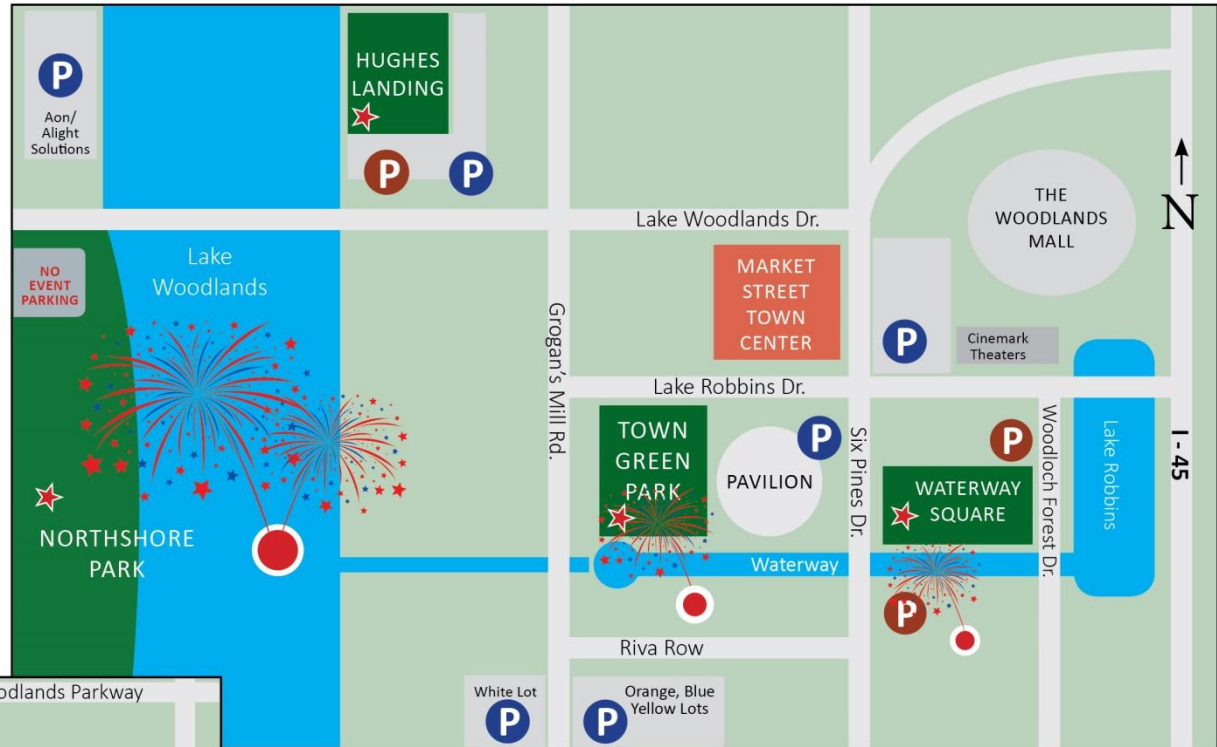 P
Aon/
Alight
Solutions
HUGHES
LANDING
P
P
THE
WOODLANDS
MALL
N
Lake Woodlands Dr.
NO
EVENT
PARKING
Lake
Woodlands
MARKET
STREET
TOWN
CENTER
P
Cinemark
Theaters
Grogan's Mill Rd.
Lake Robbins Dr.
TOWN
GREEN
PARK
P
PAVILION
Six Pines Dr.
P
WATERWAY
SQUARE
Woodloch Forest Dr.
Lake Robbins
I - 45
NORTHSHORE
PARK
Waterway
P
Riva Row
odlands Parkway
White Lot
P
Orange, Blue
Yellow Lots
P